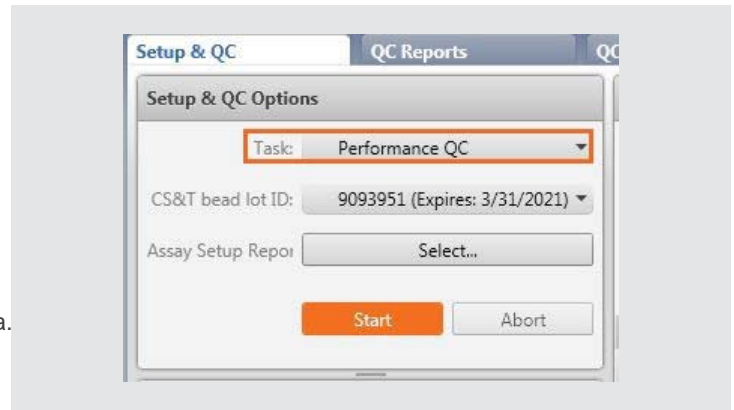 Setup & QC QC Reports QC
Setup & QC Options
Task: Performance QC
CS&T bead lot ID: 9093951 (Expires: 3/31/2021)
Assay Setup Repor Select...
a.
Start Abort